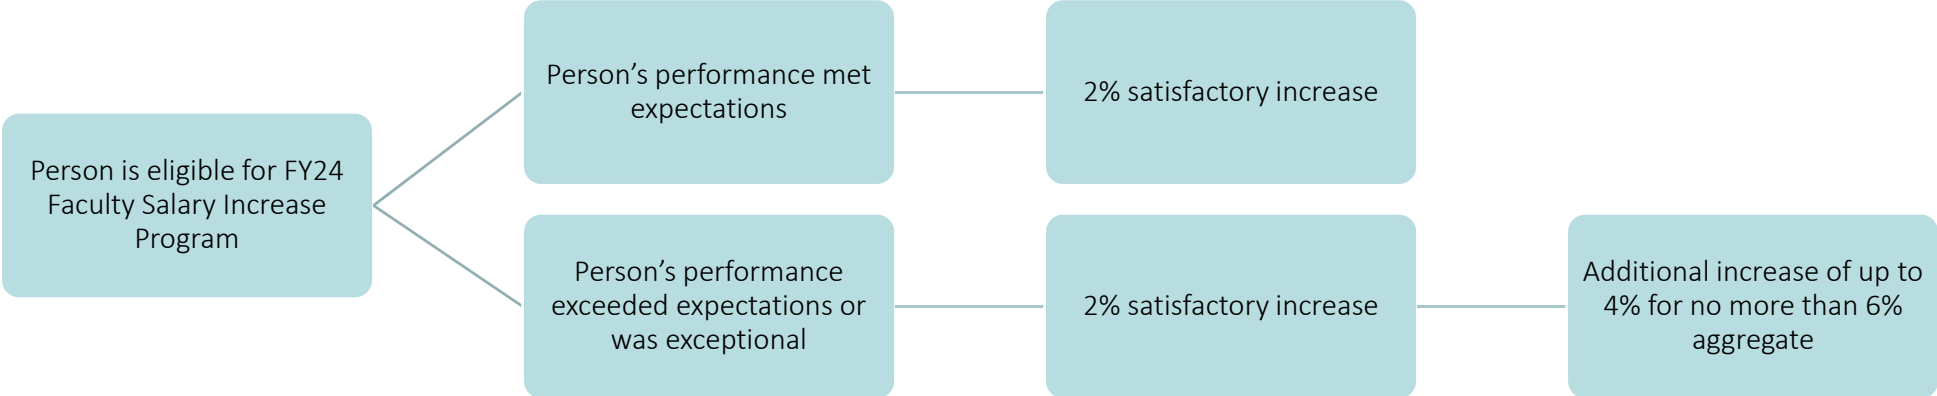 Person is eligible for FY24
Faculty Salary Increase
Program
Person’s performance met
expectations
2% satisfactory increase
Person’s performance
exceeded expectations or
was exceptional
2% satisfactory increase
Additional increase of up to
4% for no more than 6%
aggregate